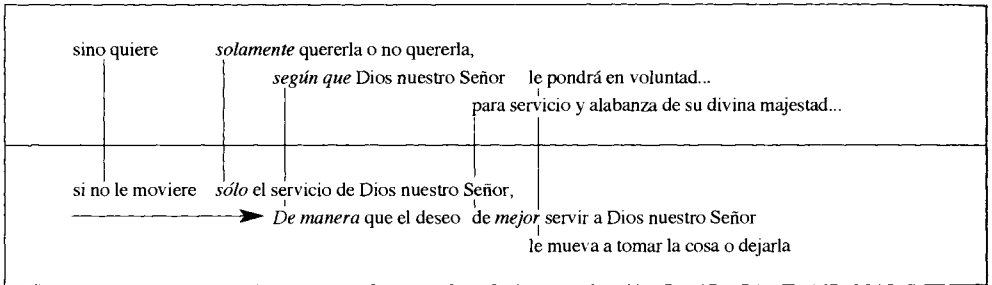 sino quiere solamente quererla o no quererla,
según que Dios nuestro Señor le pondrá en voluntad...
para servicio y alabanza de su divina majestad...
si no le moviere sólo el servicio de Dios nuestro Señor,
De manera que el deseo de mejor servir a Dios nuestro Señor
le mueva a tomar la cosa o dejarla